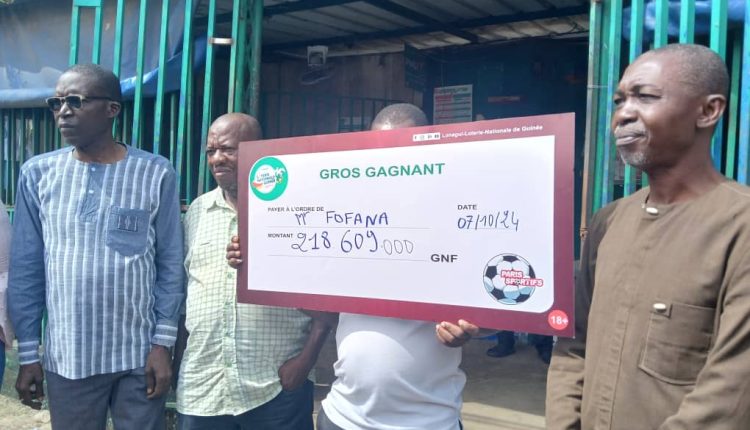 Lonagui-Loterie-Nationale de Guinée
GROS GAGNANT
PAYER À L'ORDRE DE
Mr FOFANA
DATE
07/10/24
MONTANT
218 609 000
GNF
PARIS
SPORTIFS
18+